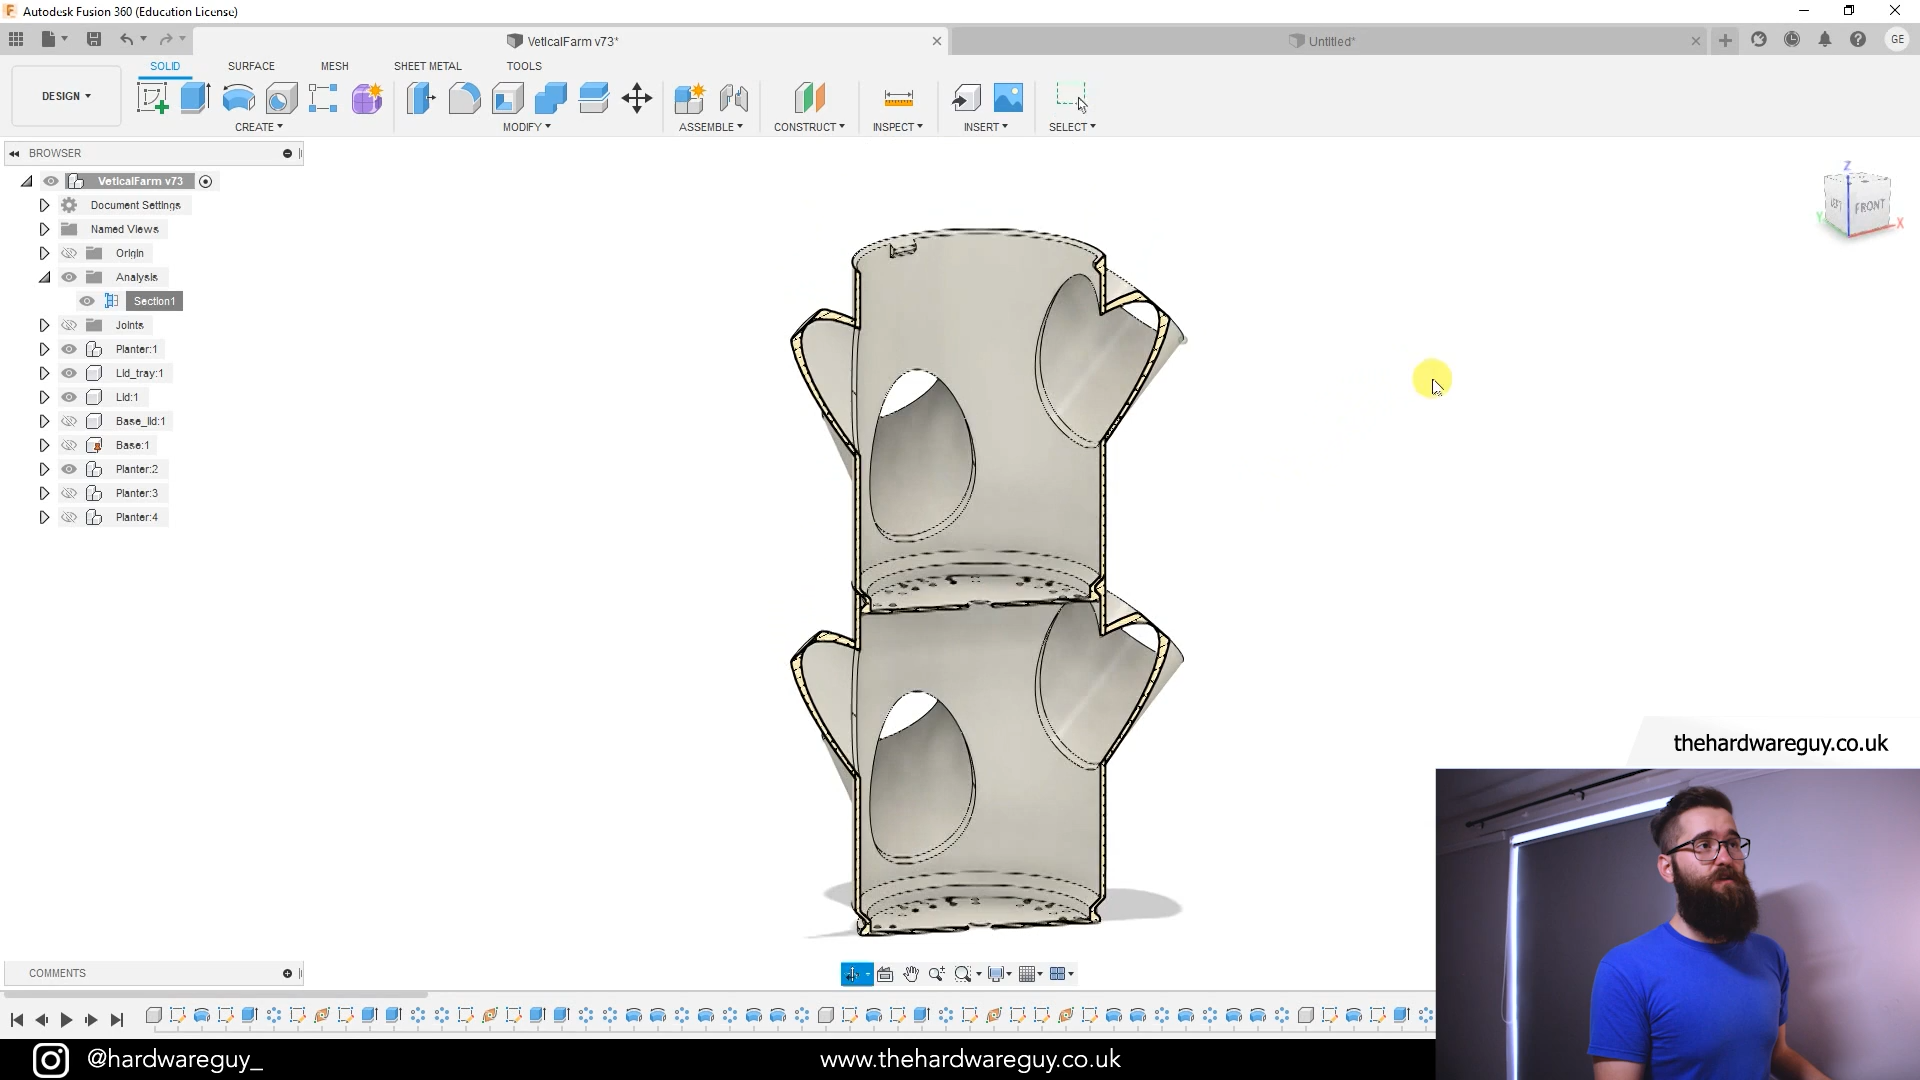 Autodesk Fusion 360 (Education License)
VeticalFarm v73*
Untitled*
GE
SOLID
SURFACE
MESH
SHEET METAL
TOOLS
DESIGN
CREATE
MODIFY
ASSEMBLE
CONSTRUCT
INSPECT
INSERT
SELECT
BROWSER
VeticalFarm v73
Document Settings
Named Views
Origin
Analysis
Section1
Joints
Planter:1
Lid_tray:1
Lid:1
Base_lid:1
Base:1
Planter:2
Planter:3
Planter:4
Z
LEFT
FRONT
Y
X
thehardwareguy.co.uk
COMMENTS
@hardwareguy_
www.thehardwareguy.co.uk